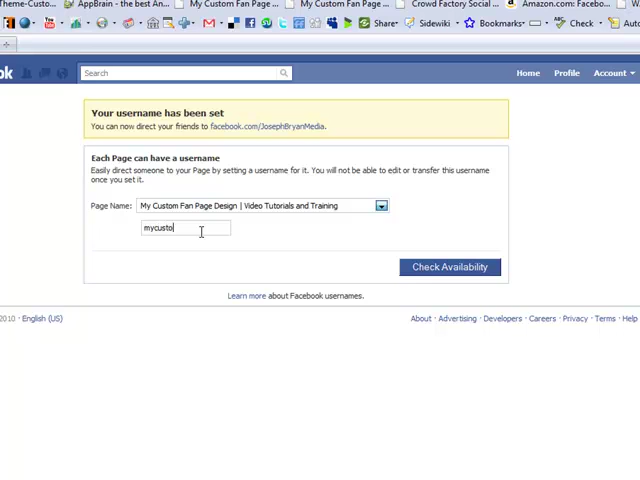 Theme-Custo... AppBrain - the best An... My Custom Fan Page ... My Custom Fan Page ... Crowd Factory Social ... Amazon.com: Facebo...
Share Sidewiki Bookmarks Check
ok Search Home Profile Account
Your username has been set
You can now direct your friends to facebook.com/JosephBryanMedia.
Each Page can have a username
Easily direct someone to your Page by setting a username for it. You will not be able to edit or transfer this username
once you set it.
Page Name: My Custom Fan Page Design | Video Tutorials and Training
mycusto
Check Availability
Learn more about Facebook usernames.
2010 · English (US) About · Advertising · Developers · Careers · Privacy · Terms · Help